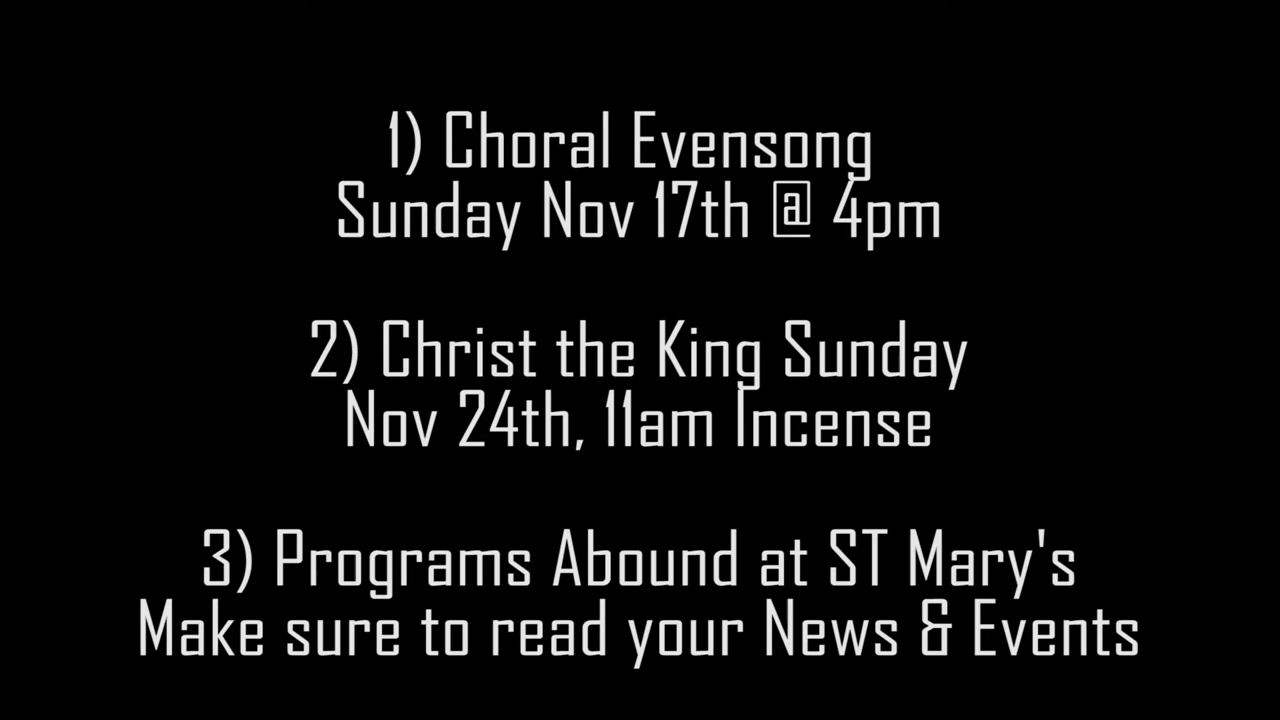 1) Choral Evensong
Sunday Nov 17th @ 4pm
2) Christ the King Sunday
Nov 24th, 11am Incense
3) Programs Abound at ST Mary's
Make sure to read your News & Events